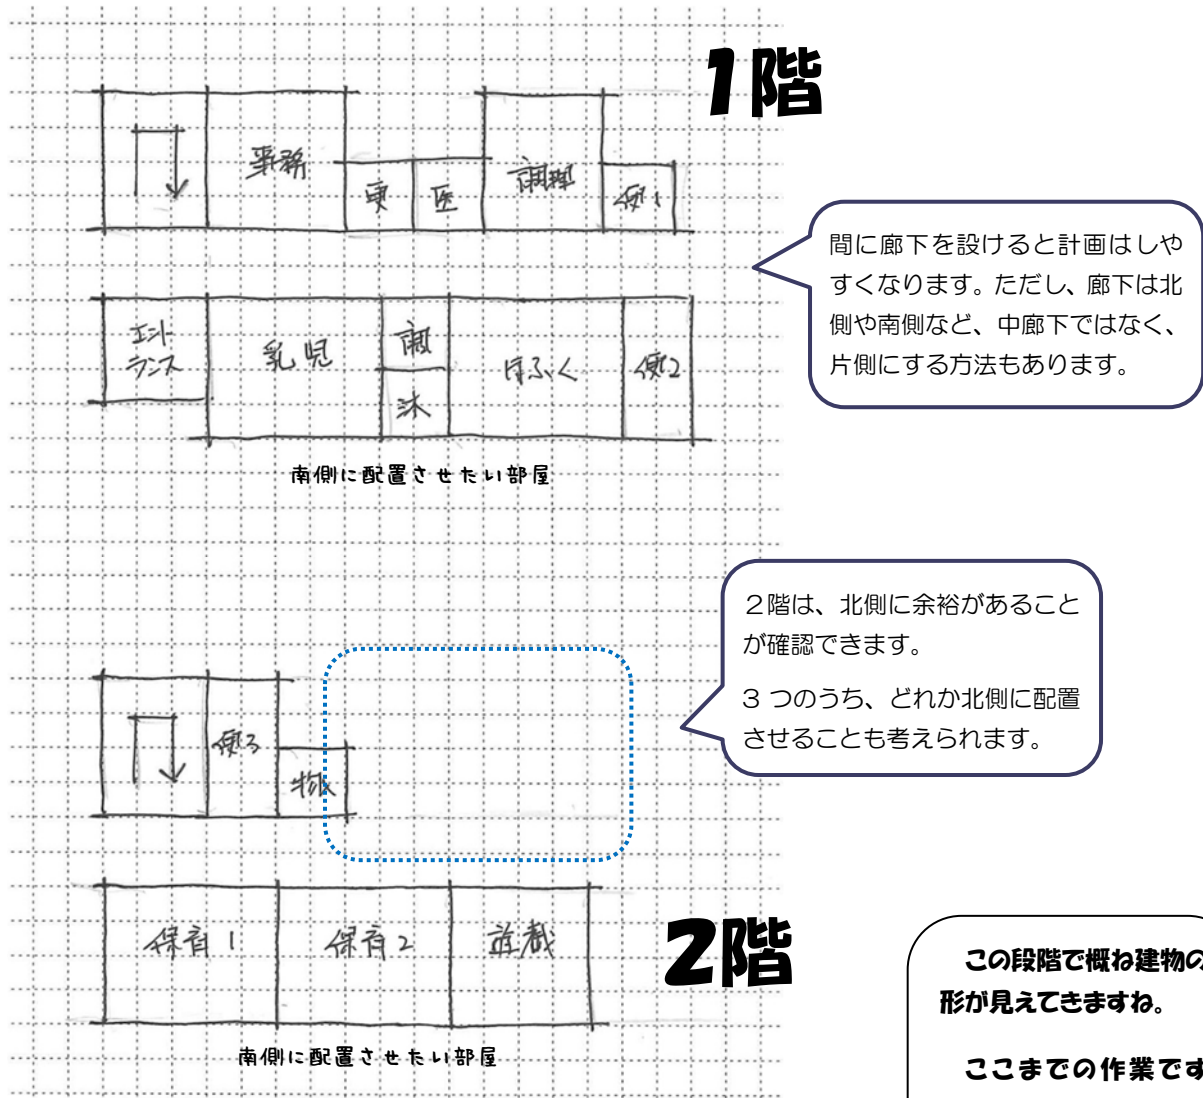 1階
事務
更
医
調理
便1
間に廊下を設けると計画はしや
すくなります。ただし、廊下は北
側や南側など、中廊下ではなく、
片側にする方法もあります。
エント
ランス
乳児
調
沐
ほふく
便2
南側に配置させたい部屋
2階は、北側に余裕があること
が確認できます。
3つのうち、どれか北側に配置
させることも考えられます。
便3
物
保育1
保育2
2階
南側に配置させたい部屋
この段階で概ね建物の
形が見えてきますね。
ここまでの作業です